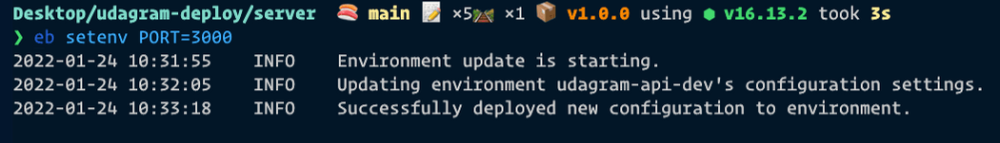 Desktop/udagram-deploy/server 🍣 main 📝 ×5🛤️ ×1 📦 v1.0.0 using ⬢ v16.13.2 took 3s
❯ eb setenv PORT=3000
2022-01-24 10:31:55    INFO    Environment update is starting.
2022-01-24 10:32:05    INFO    Updating environment udagram-api-dev's configuration settings.
2022-01-24 10:33:18    INFO    Successfully deployed new configuration to environment.